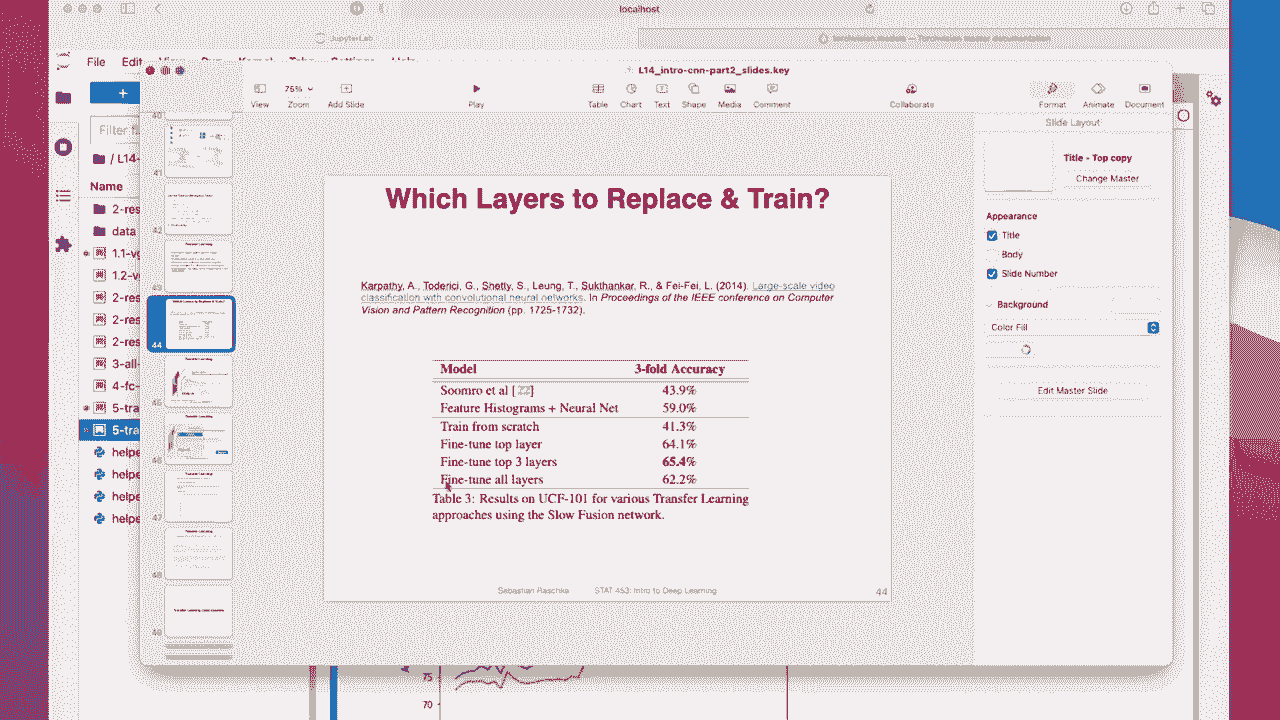 localhost
JupyterLab
File Edit View Run Kernel Tabs Settings Help
L14_intro-cnn-part2_slides.key
75%
View Zoom Add Slide Play Table Chart Text Shape Media Comment Collaborate Format Animate Document
+
Filter
/ L14-
Name
2-res
data
1.1-v
1.2-v
2-res
2-res
2-res
3-all-
4-fc-
5-tra
5-tra
helpe
helpe
helpe
helpe
40
41
42
43
44
45
46
47
48
49
Which Layers to Replace & Train?
Karpathy, A., Toderici, G., Shetty, S., Leung, T., Sukthankar, R., & Fei-Fei, L. (2014). Large-scale video
classification with convolutional neural networks. In Proceedings of the IEEE conference on Computer
Vision and Pattern Recognition (pp. 1725-1732).
Model 3-fold Accuracy
Soomro et al [22] 43.9%
Feature Histograms + Neural Net 59.0%
Train from scratch 41.3%
Fine-tune top layer 64.1%
Fine-tune top 3 layers 65.4%
Fine-tune all layers 62.2%
Table 3: Results on UCF-101 for various Transfer Learning
approaches using the Slow Fusion network.
Sebastian Raschka STAT 453: Intro to Deep Learning 44
Slide Layout
Title - Top copy
Change Master
Appearance
Title
Body
Slide Number
Background
Color Fill
Edit Master Slide
75
70